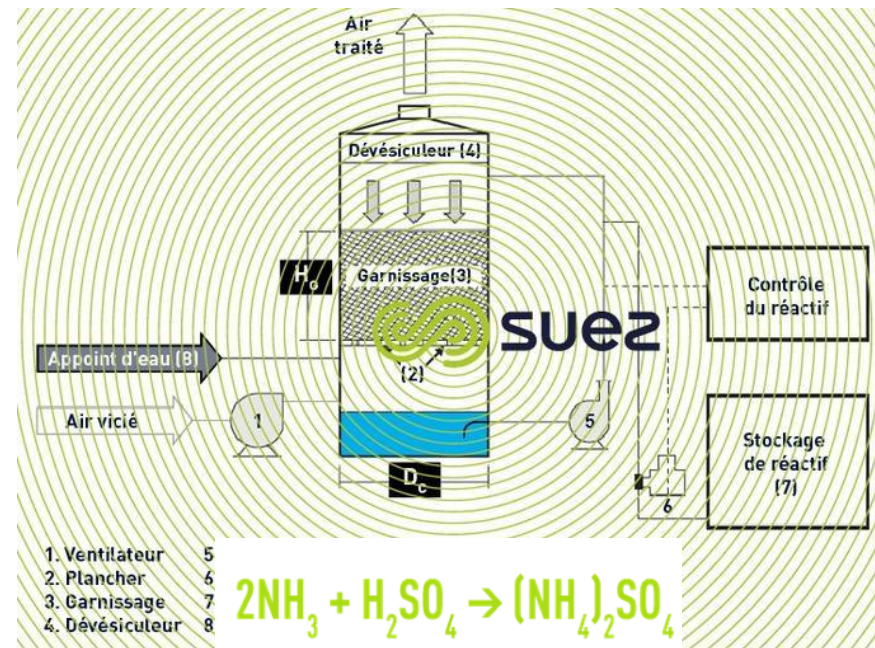 Air
traité
Dévésiculeur (4)
H₀
Garnissage(3)
Contrôle
du réactif
suez
(2)
Appoint d'eau (8)
Air vicié
1
5
Stockage
de réactif
(7)
D꜀
6
1. Ventilateur 5
2. Plancher 6
3. Garnissage 7
4. Dévésiculeur 8
2NH₃ + H₂SO₄ → (NH₄)₂SO₄